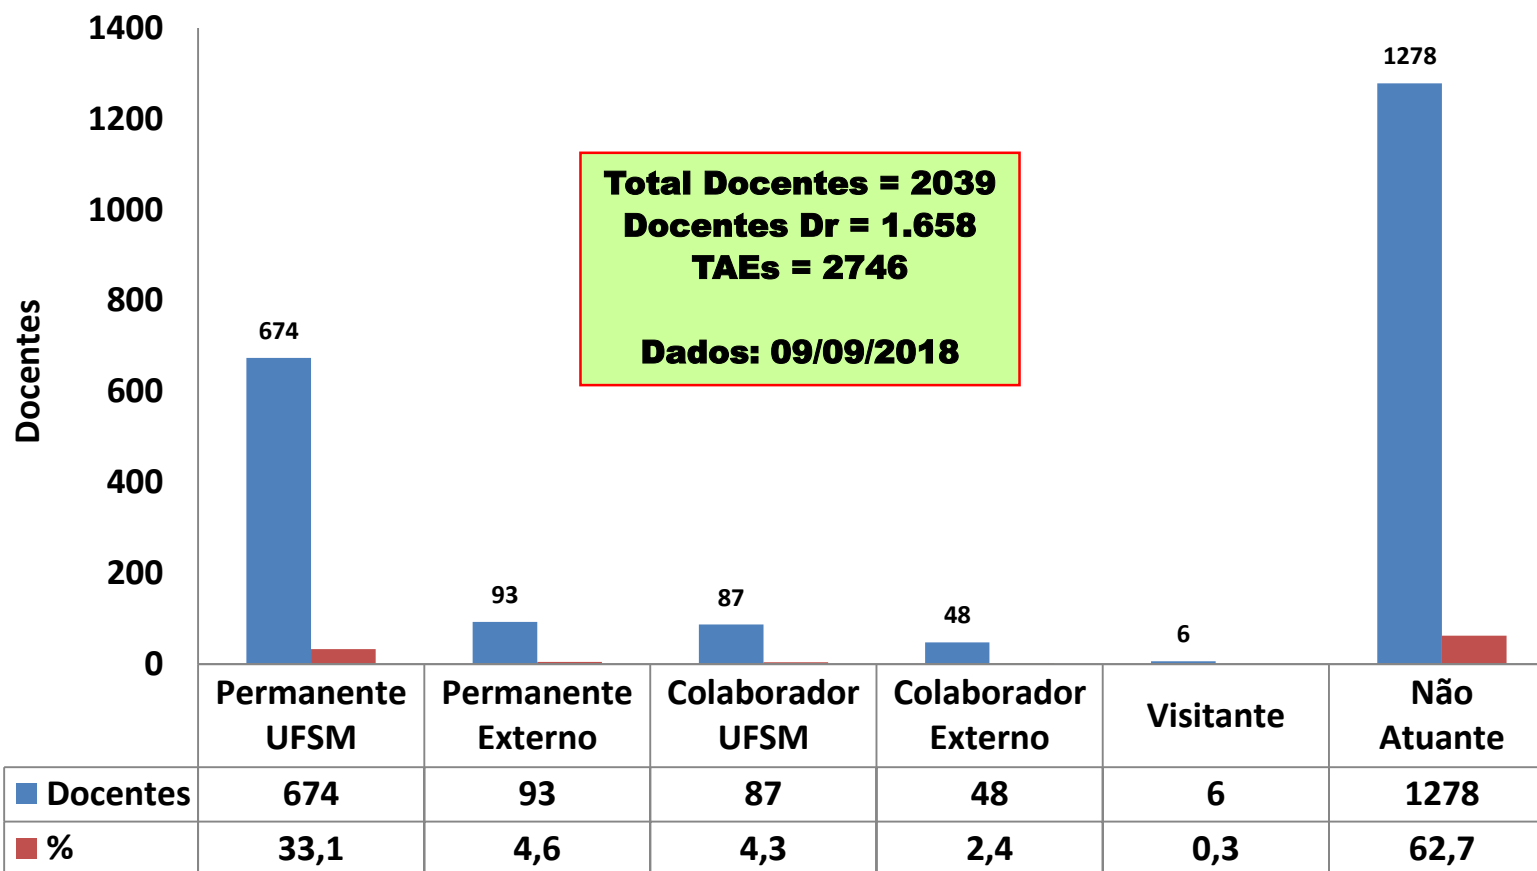 1400
1200
1000
800
600
400
200
0
Docentes
674
93
87
48
6
1278
Total Docentes = 2039
Docentes Dr = 1.658
TAEs = 2746
Dados: 09/09/2018
Permanente UFSM
Permanente Externo
Colaborador UFSM
Colaborador Externo
Visitante
Não Atuante
Docentes 674 93 87 48 6 1278
% 33,1 4,6 4,3 2,4 0,3 62,7